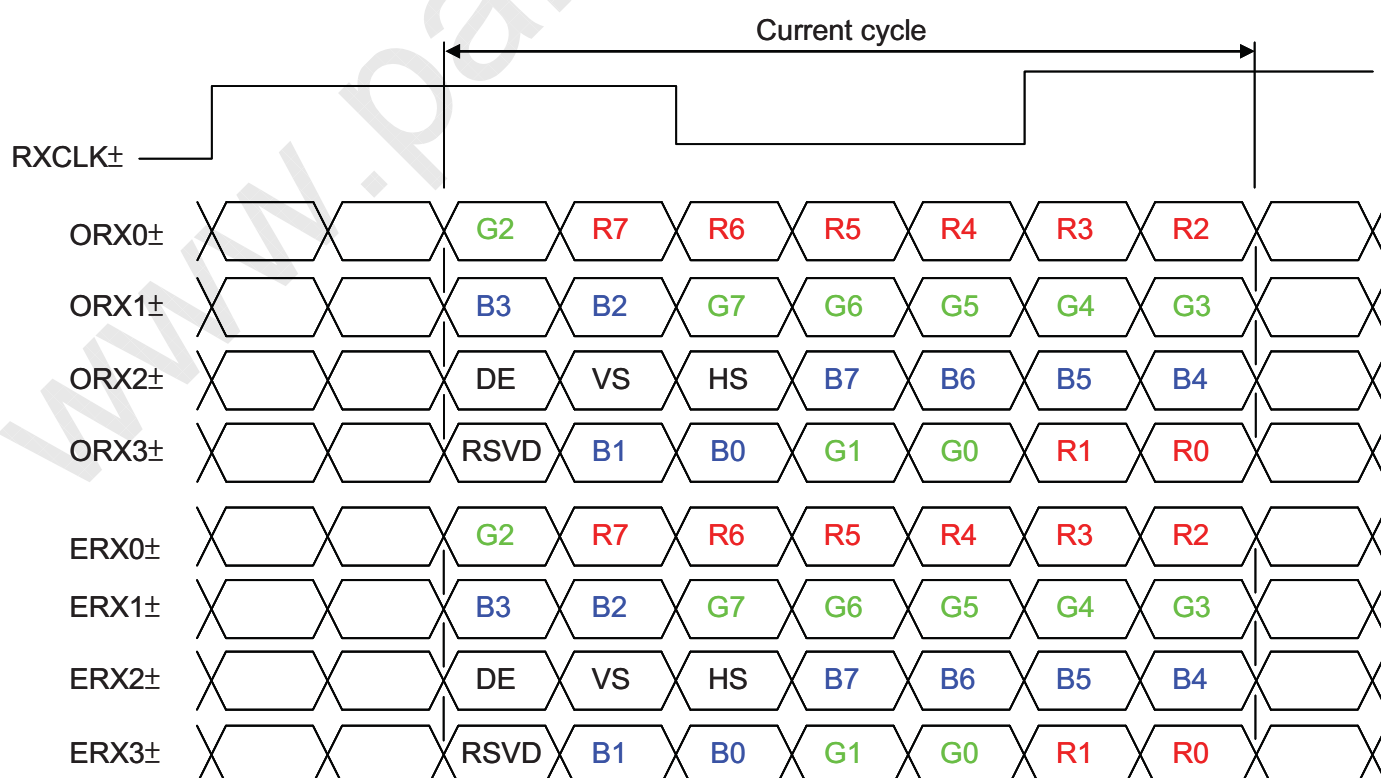 Current cycle
RXCLK±
ORX0± G2 R7 R6 R5 R4 R3 R2
ORX1± B3 B2 G7 G6 G5 G4 G3
ORX2± DE VS HS B7 B6 B5 B4
ORX3± RSVD B1 B0 G1 G0 R1 R0
ERX0± G2 R7 R6 R5 R4 R3 R2
ERX1± B3 B2 G7 G6 G5 G4 G3
ERX2± DE VS HS B7 B6 B5 B4
ERX3± RSVD B1 B0 G1 G0 R1 R0
www.pa